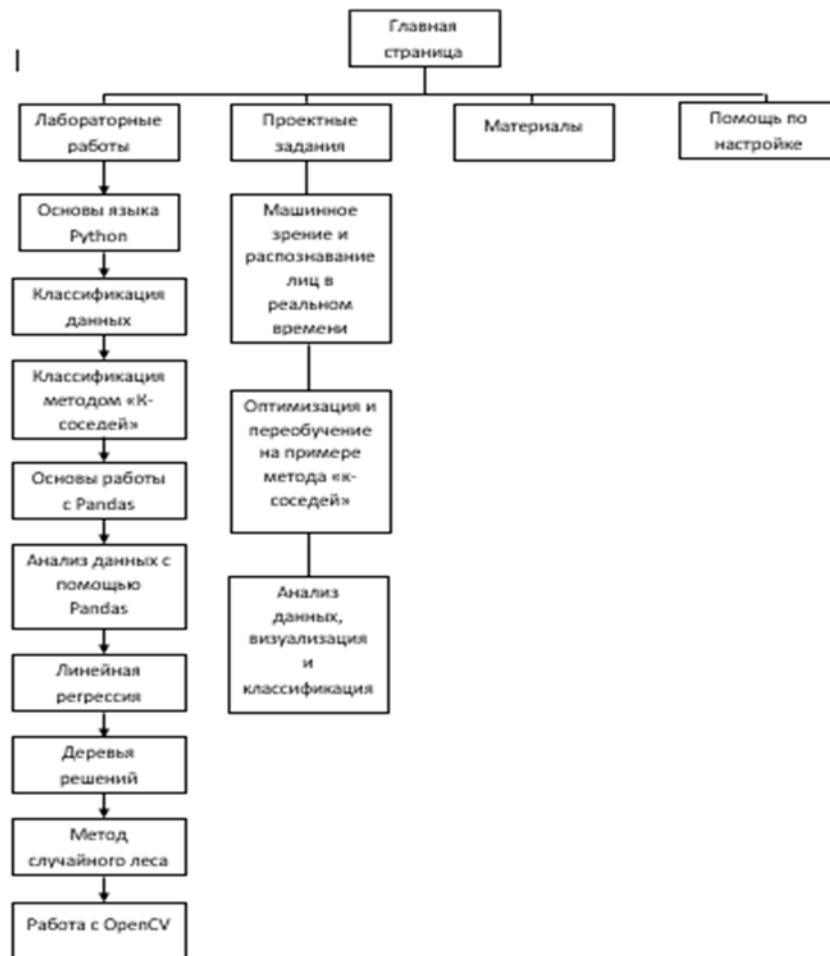 Главная
страница
Лабораторные
работы
Проектные
задания
Материалы
Помощь по
настройке
Основы языка
Python
Классификация
данных
Классификация
методом «К-
соседей»
Основы работы
с Pandas
Анализ данных с
помощью
Pandas
Линейная
регрессия
Деревья
решений
Метод
случайного леса
Работа с OpenCV
Машинное
зрение и
распознавание
лиц в
реальном
времени
Оптимизация и
переобучение
на примере
метода «к-
соседей»
Анализ
данных,
визуализация
и
классификация